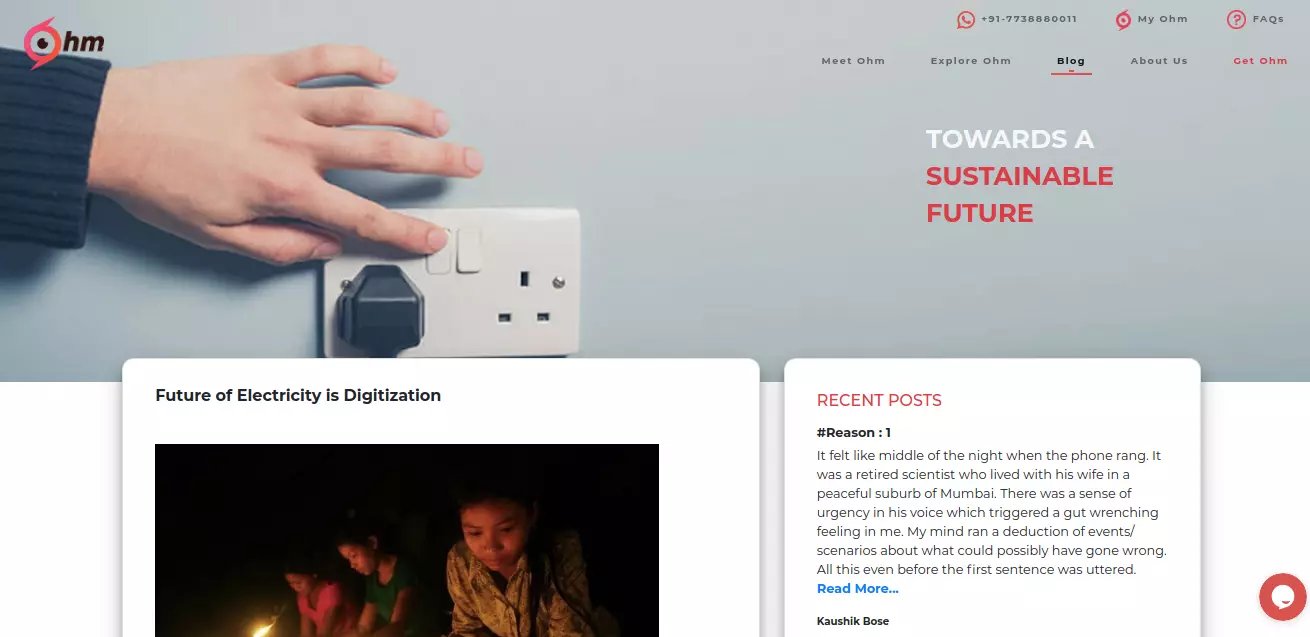 Ohm
+91-7738880011
My Ohm
FAQs
Meet Ohm
Explore Ohm
Blog
About Us
Get Ohm
TOWARDS A
SUSTAINABLE
FUTURE
Future of Electricity is Digitization
RECENT POSTS
#Reason : 1
It felt like middle of the night when the phone rang. It
was a retired scientist who lived with his wife in a
peaceful suburb of Mumbai. There was a sense of
urgency in his voice which triggered a gut wrenching
feeling in me. My mind ran a deduction of events/
scenarios about what could possibly have gone wrong.
All this even before the first sentence was uttered.
Read More...
Kaushik Bose